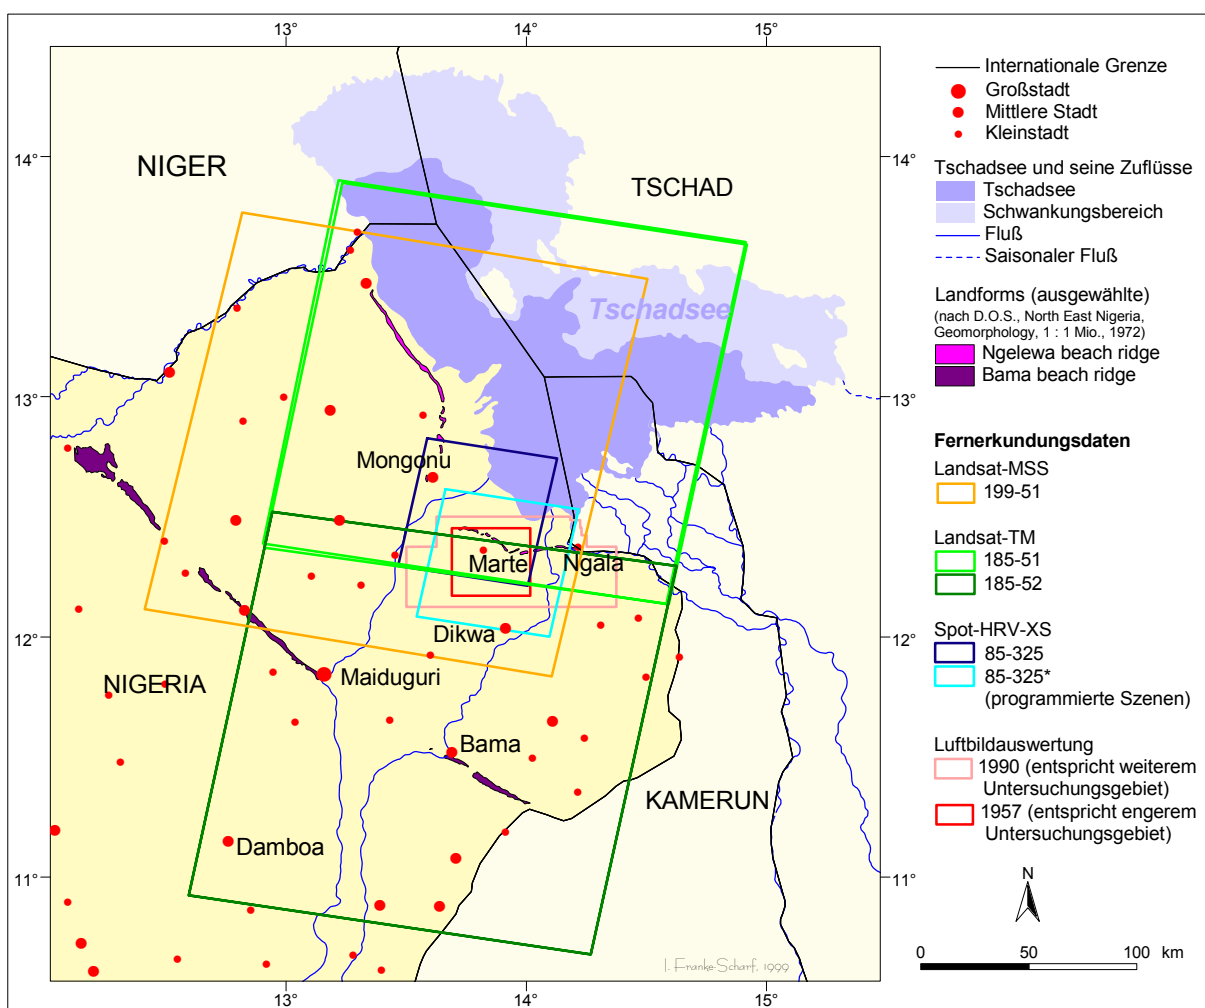 13°
14°
15°
14°
14°
NIGER
TSCHAD
Tschadsee
13°
13°
Mongonu
Marte
Ngala
12°
12°
Dikwa
NIGERIA
Maiduguri
Bama
KAMERUN
Damboa
11°
11°
I. Franke-Scharf, 1999
13°
14°
15°
Internationale Grenze
Großstadt
Mittlere Stadt
Kleinstadt
Tschadsee und seine Zuflüsse
Tschadsee
Schwankungsbereich
Fluß
Saisonaler Fluß
Landforms (ausgewählte)
(nach D.O.S., North East Nigeria,
Geomorphology, 1 : 1 Mio., 1972)
Ngelewa beach ridge
Bama beach ridge
Fernerkundungsdaten
Landsat-MSS
199-51
Landsat-TM
185-51
185-52
Spot-HRV-XS
85-325
85-325*
(programmierte Szenen)
Luftbildauswertung
1990 (entspricht weiterem
Untersuchungsgebiet)
1957 (entspricht engerem
Untersuchungsgebiet)
N
0 50 100 km